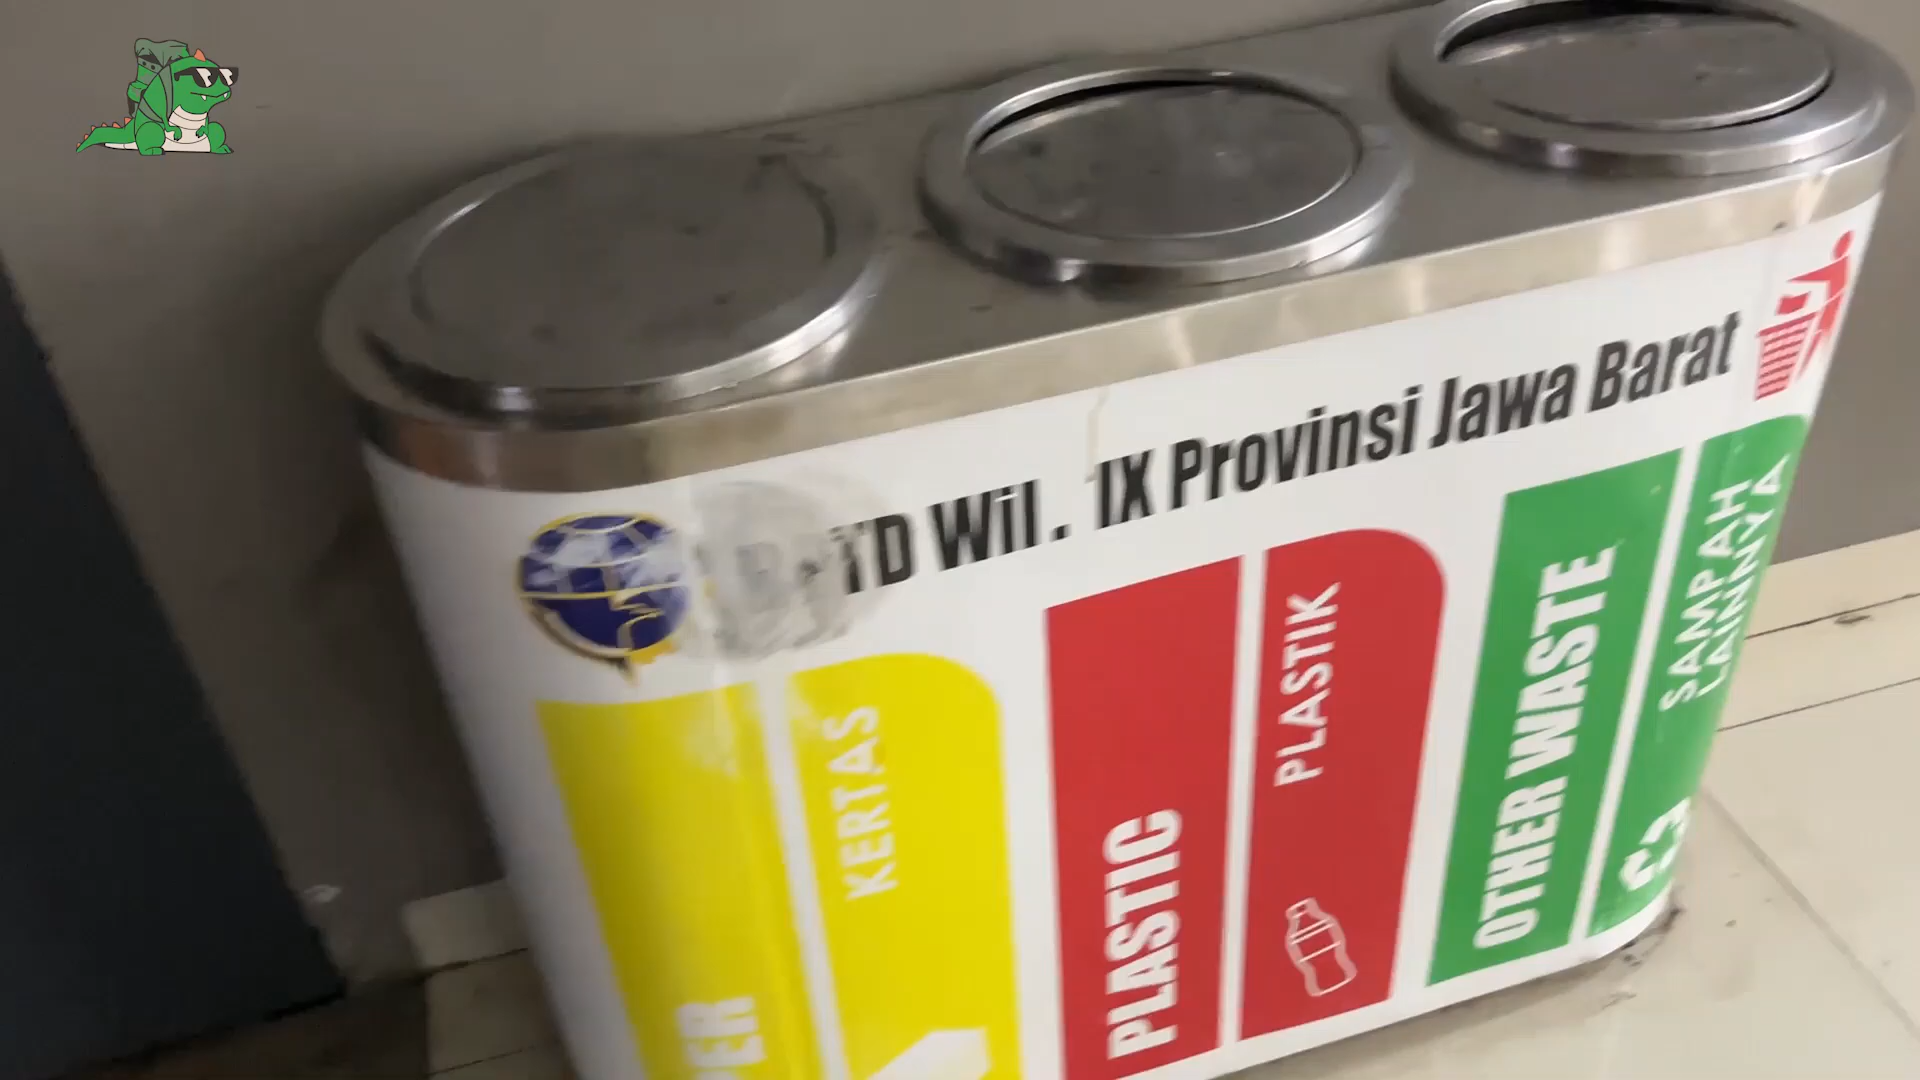 TD Wil. IX Provinsi Jawa Barat
KERTAS
PLASTIC
PLASTIK
OTHER WASTE
SAMPAH
LAINNYA